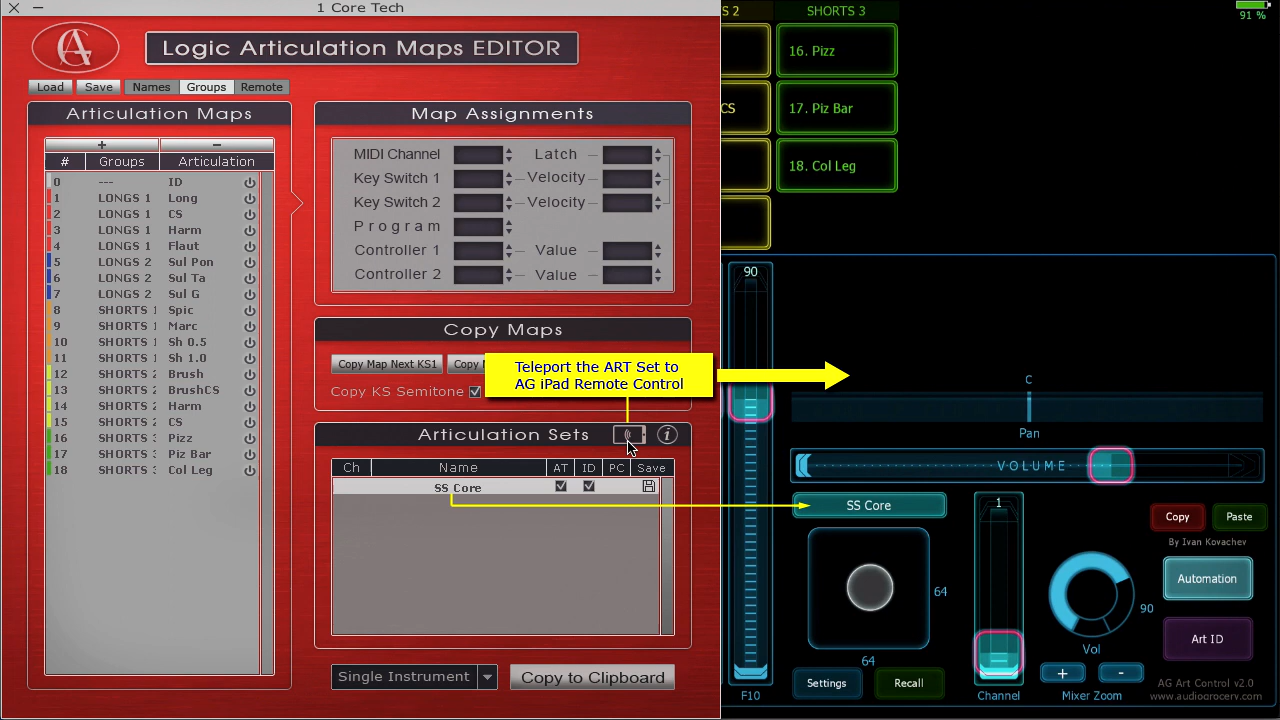 1 Core Tech
Logic Articulation Maps EDITOR
Load Save Names Groups Remote
Articulation Maps
+ −
# Groups Articulation
0 --- ID
1 LONGS 1 Long
2 LONGS 1 CS
3 LONGS 1 Harm
4 LONGS 1 Flaut
5 LONGS 2 Sul Pon
6 LONGS 2 Sul Ta
7 LONGS 2 Sul G
8 SHORTS 1 Spic
9 SHORTS 1 Marc
10 SHORTS 1 Sh 0.5
11 SHORTS 1 Sh 1.0
12 SHORTS 2 Brush
13 SHORTS 2 BrushCS
14 SHORTS 2 Harm
15 SHORTS 2 CS
16 SHORTS 3 Pizz
17 SHORTS 3 Piz Bar
18 SHORTS 3 Col Leg
Map Assignments
MIDI Channel Latch
Key Switch 1 Velocity
Key Switch 2 Velocity
Program
Controller 1 Value
Controller 2 Value
Copy Maps
Copy Map Next KS1 Copy
Copy KS Semitone
Teleport the ART Set to
AG iPad Remote Control
Articulation Sets
Ch Name AT ID PC Save
SS Core
Single Instrument Copy to Clipboard
S 2 SHORTS 3
91 %
16. Pizz
CS 17. Piz Bar
18. Col Leg
90
C
Pan
VOLUME
SS Core
1
Copy Paste
By Ivan Kovachev
Automation
64
90
Art ID
Vol
64
+ -
Settings Recall
F10 Channel Mixer Zoom
AG Art Control v2.0
www.audiogrocery.com